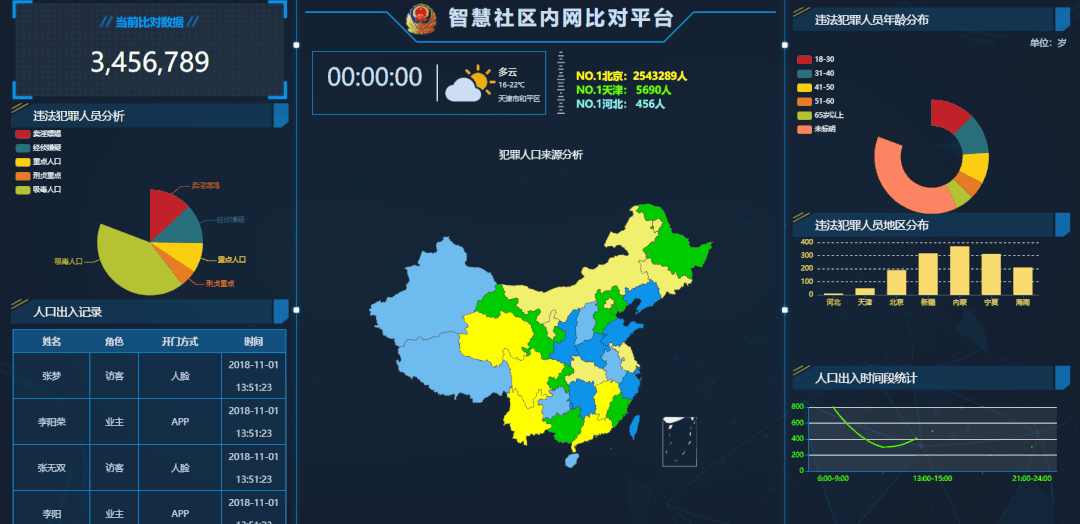 // 当前比对数据 //
3,456,789
违法犯罪人员分析
经侦嫌疑
重点人口
刑贞重点
吸毒人口
经侦嫌疑
重点人口
刑贞重点
吸毒人口
人口出入记录
姓名 角色 开门方式 时间
张梦 访客 人脸 2018-11-01 13:51:23
李阳荣 业主 APP 2018-11-01 13:51:23
张无双 访客 人脸 2018-11-01 13:51:23
李阳 业主 APP 2018-11-01 13:51:23
智慧社区内网比对平台
00:00:00
多云
16-22℃
天津市和平区
NO.1北京: 2543289人
NO.1天津: 5690人
NO.1河北: 456人
犯罪人口来源分析
违法犯罪人员年龄分布
单位: 岁
18-30
31-40
41-50
51-60
65岁以上
未标明
违法犯罪人员地区分布
400
300
200
100
0
河北 天津 北京 新疆 内蒙 宁夏 海南
人口出入时间段统计
800
600
400
200
0
6:00-9:00 13:00-15:00 21:00-24:00